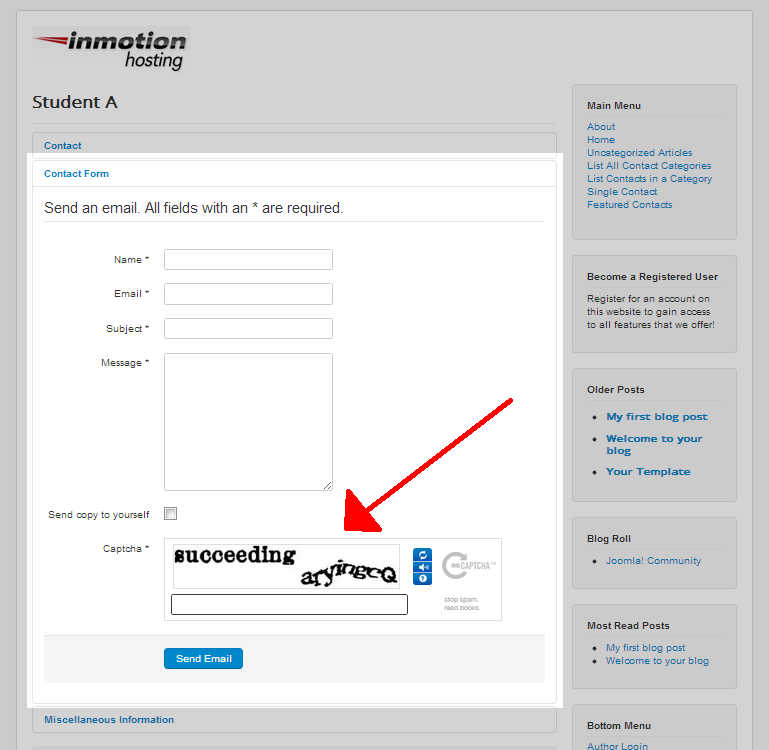 inmotion
hosting
Student A
Contact
Contact Form
Send an email. All fields with an * are required.
Name *
Email *
Subject *
Message *
Send copy to yourself
Captcha *
succeeding
CAPTCHA™
stop spam.
read books.
Send Email
Miscellaneous Information
Main Menu
About
Home
Uncategorized Articles
List All Contact Categories
List Contacts in a Category
Single Contact
Featured Contacts
Become a Registered User
Register for an account on
this website to gain access
to all features that we offer!
Older Posts
My first blog post
Welcome to your
blog
Your Template
Blog Roll
Joomla! Community
Most Read Posts
My first blog post
Welcome to your blog
Bottom Menu
Author Login